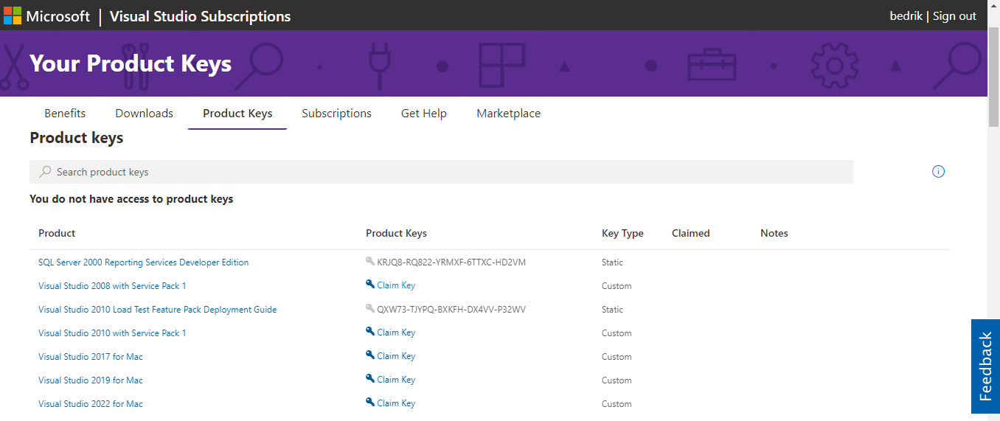 Microsoft | Visual Studio Subscriptions bedrik | Sign out
Your Product Keys
Benefits Downloads Product Keys Subscriptions Get Help Marketplace
Product keys
Search product keys
You do not have access to product keys
Product Product Keys Key Type Claimed Notes
SQL Server 2000 Reporting Services Developer Edition KRJQ8-RQ822-YRMXF-6TTXC-HD2VM Static
Visual Studio 2008 with Service Pack 1 Claim Key Custom
Visual Studio 2010 Load Test Feature Pack Deployment Guide QXW73-TJYPQ-BXKFH-DX4VV-P32WV Static
Visual Studio 2010 with Service Pack 1 Claim Key Custom
Visual Studio 2017 for Mac Claim Key Custom
Visual Studio 2019 for Mac Claim Key Custom
Visual Studio 2022 for Mac Claim Key Custom
Feedback